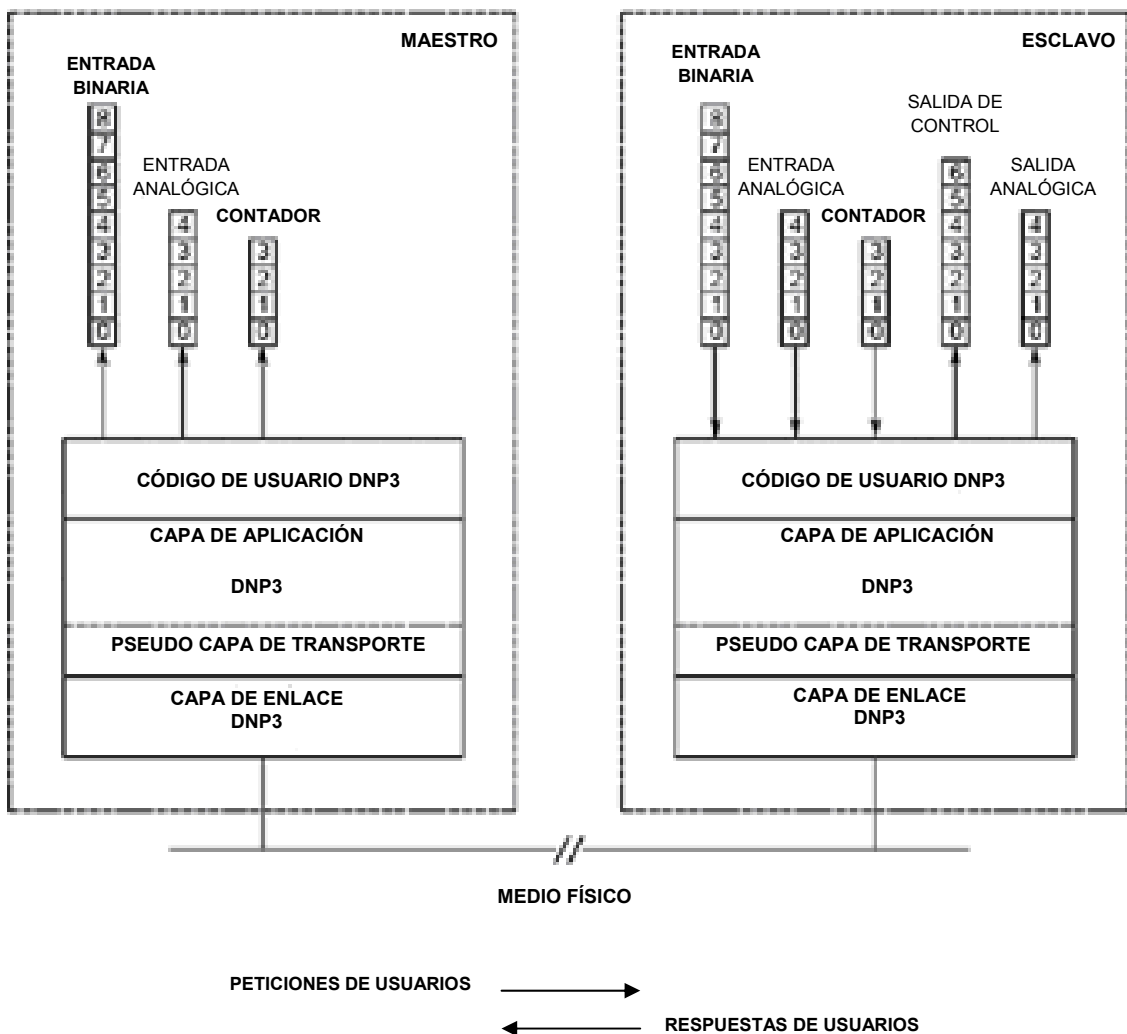 MAESTRO
ENTRADA
BINARIA
8
7
6
5
4
3
2
1
0
ENTRADA
ANALÓGICA
4
3
2
1
0
CONTADOR
3
2
1
0
CÓDIGO DE USUARIO DNP3
CAPA DE APLICACIÓN
DNP3
PSEUDO CAPA DE TRANSPORTE
CAPA DE ENLACE
DNP3
ESCLAVO
ENTRADA
BINARIA
8
7
6
5
4
3
2
1
0
ENTRADA
ANALÓGICA
4
3
2
1
0
CONTADOR
3
2
1
0
SALIDA DE
CONTROL
6
5
4
3
2
1
0
SALIDA
ANALÓGICA
4
3
2
1
0
CÓDIGO DE USUARIO DNP3
CAPA DE APLICACIÓN
DNP3
PSEUDO CAPA DE TRANSPORTE
CAPA DE ENLACE
DNP3
MEDIO FÍSICO
PETICIONES DE USUARIOS
RESPUESTAS DE USUARIOS